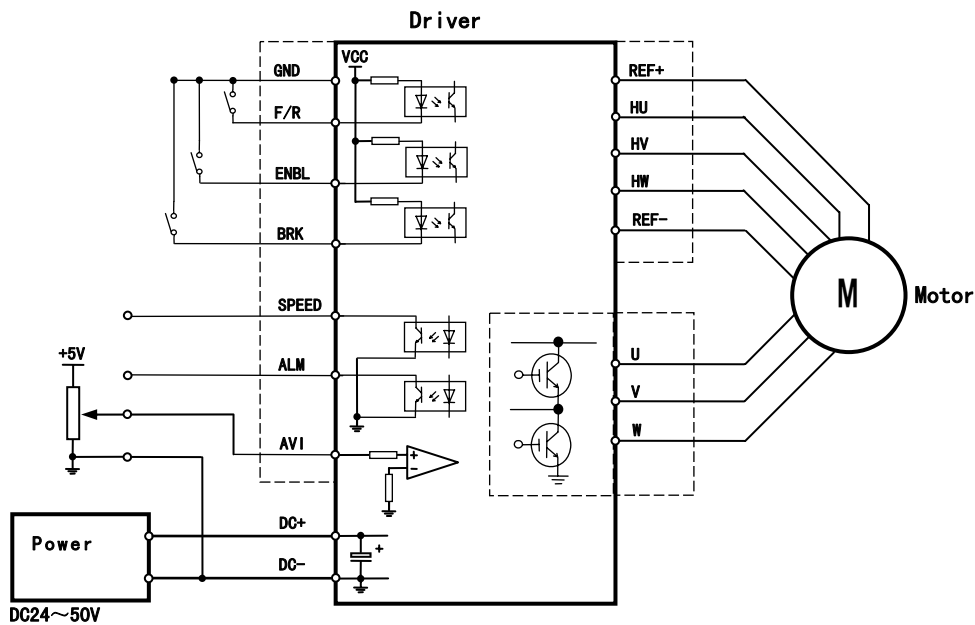 Driver
VCC
GND
F/R
ENBL
BRK
SPEED
+5V
ALM
AVI
+
-
DC+
+
DC-
Power
DC24～50V
REF+
HU
HV
HW
REF-
M
Motor
U
V
W